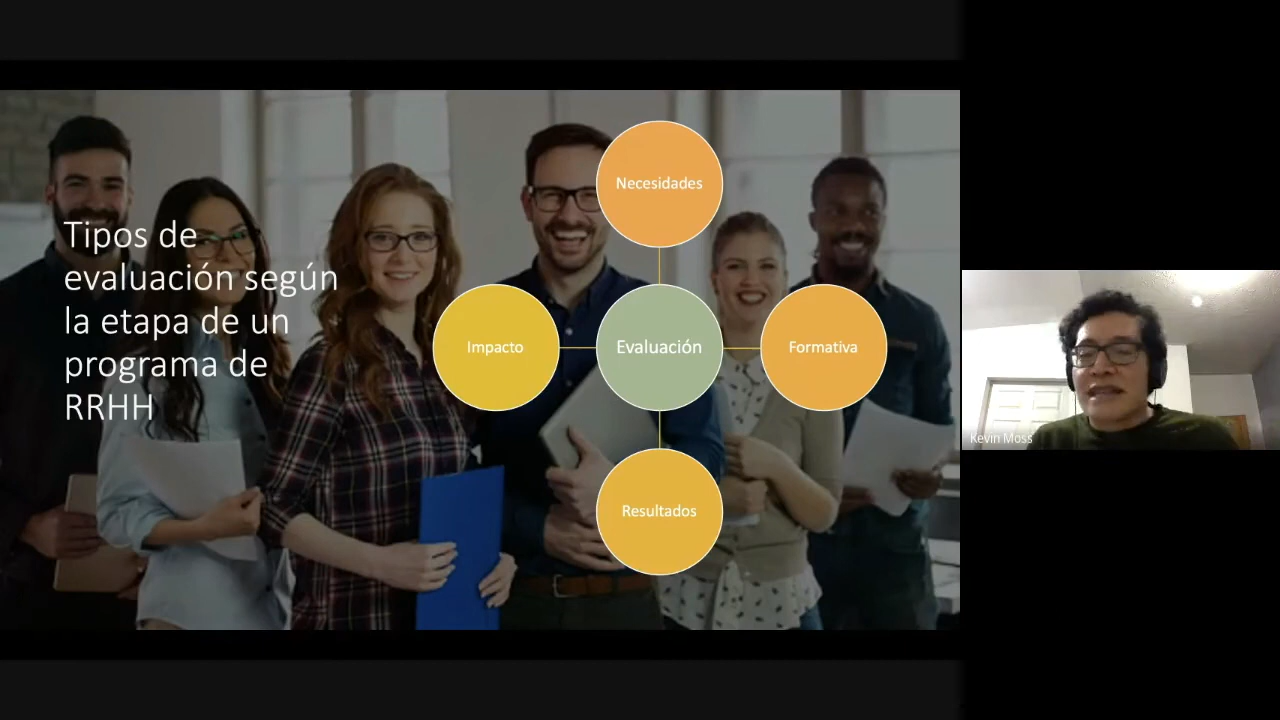 Tipos de
evaluación según
la etapa de un
programa de
RRHH
Necesidades
Impacto
Evaluación
Formativa
Resultados
Kevin Moss